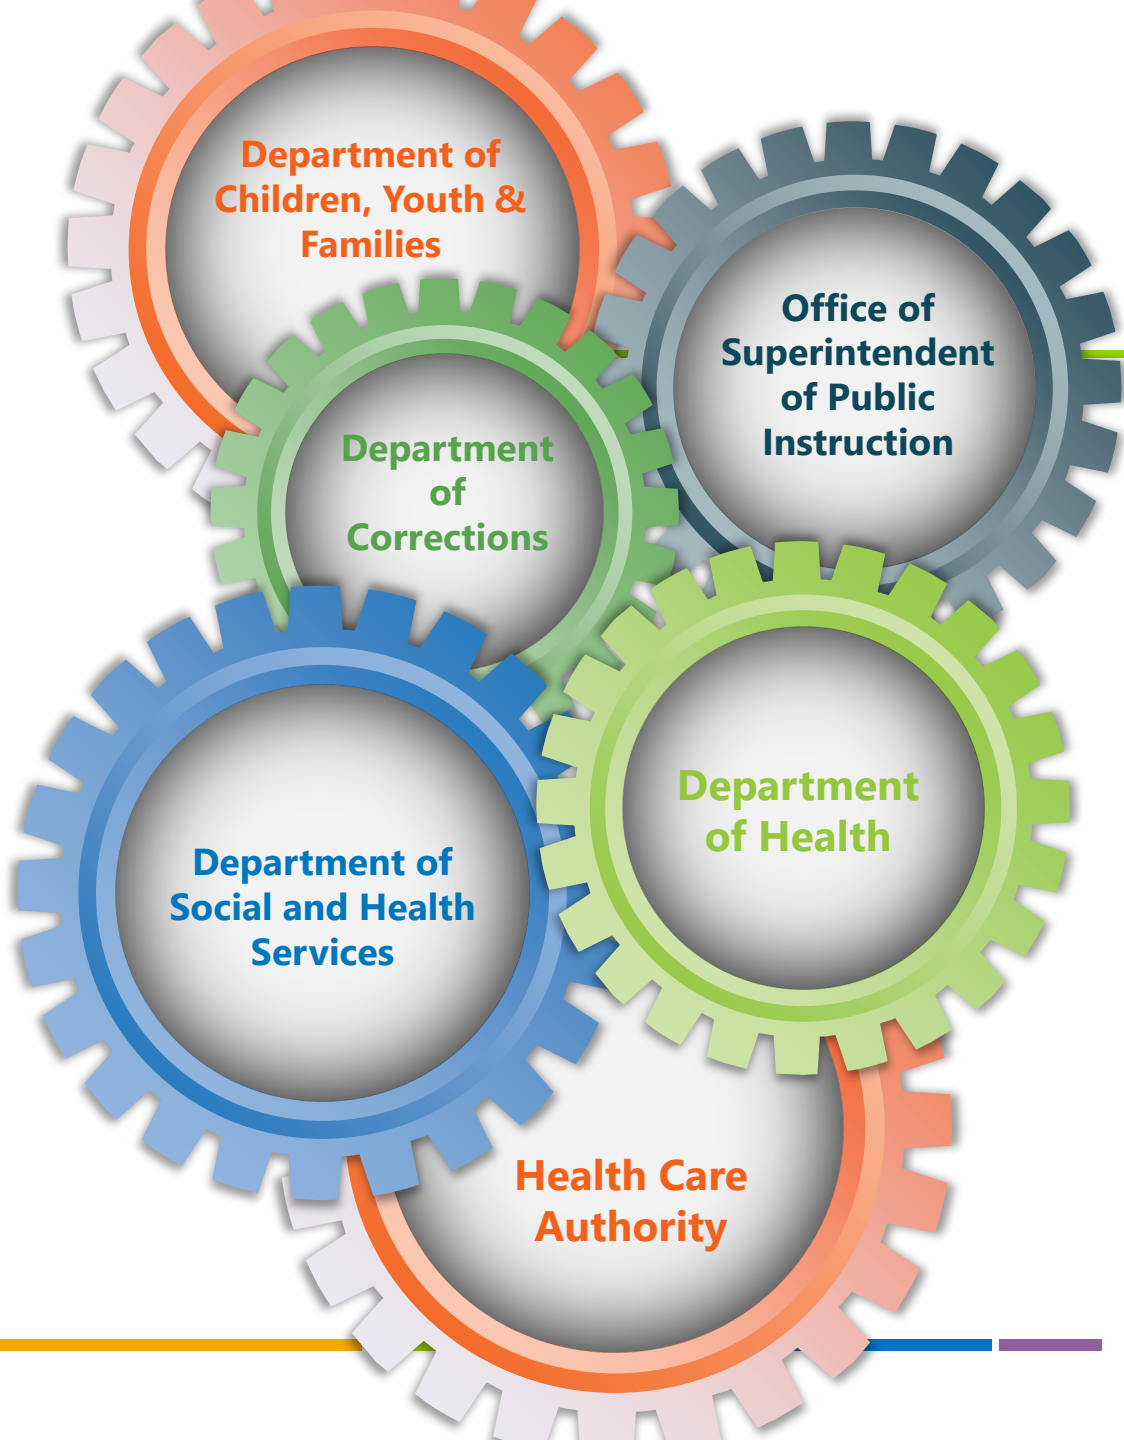 Department of
Children, Youth &
Families
Office of
Superintendent
of Public
Instruction
Department
of
Corrections
Department
of Health
Department of
Social and Health
Services
Health Care
Authority